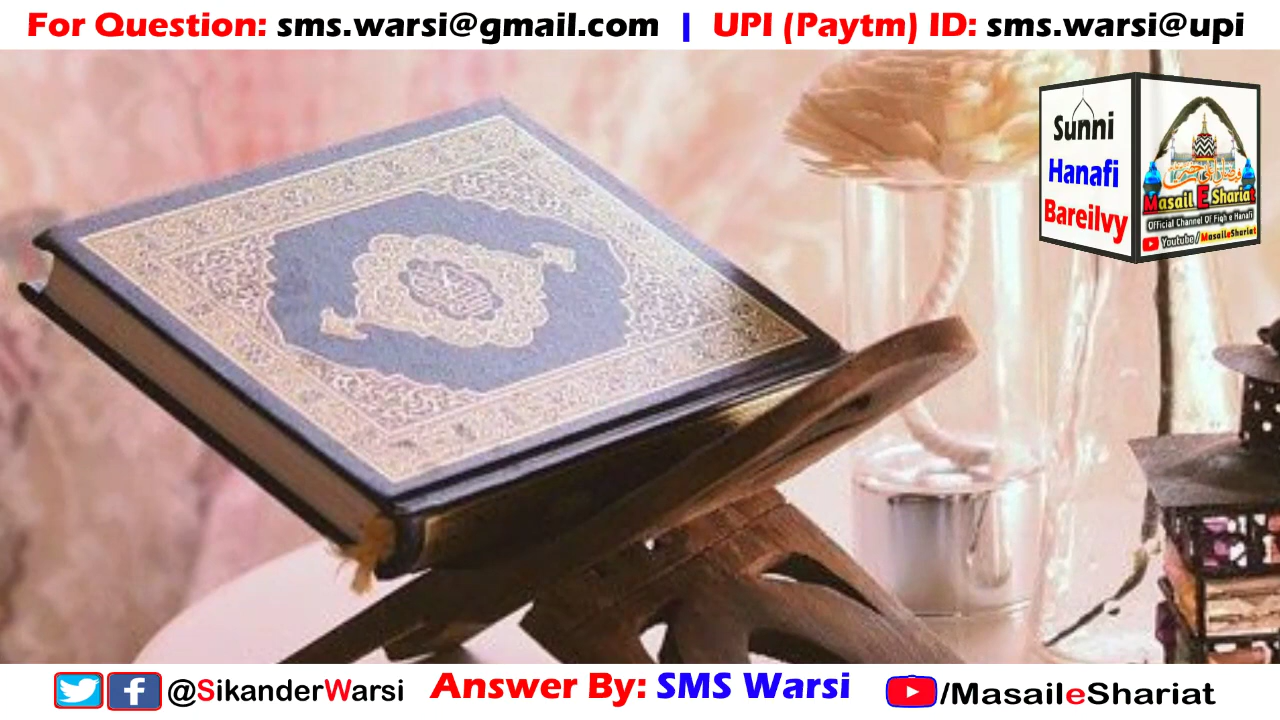 For Question: sms.warsi@gmail.com | UPI (Paytm) ID: sms.warsi@upi
Sunni
Hanafi
Bareilvy
Masail E Shariat
Official Channel Of Fiqh e Hanafi
Youtube/MasaileShariat
@SikanderWarsi
Answer By: SMS Warsi
/MasaileShariat